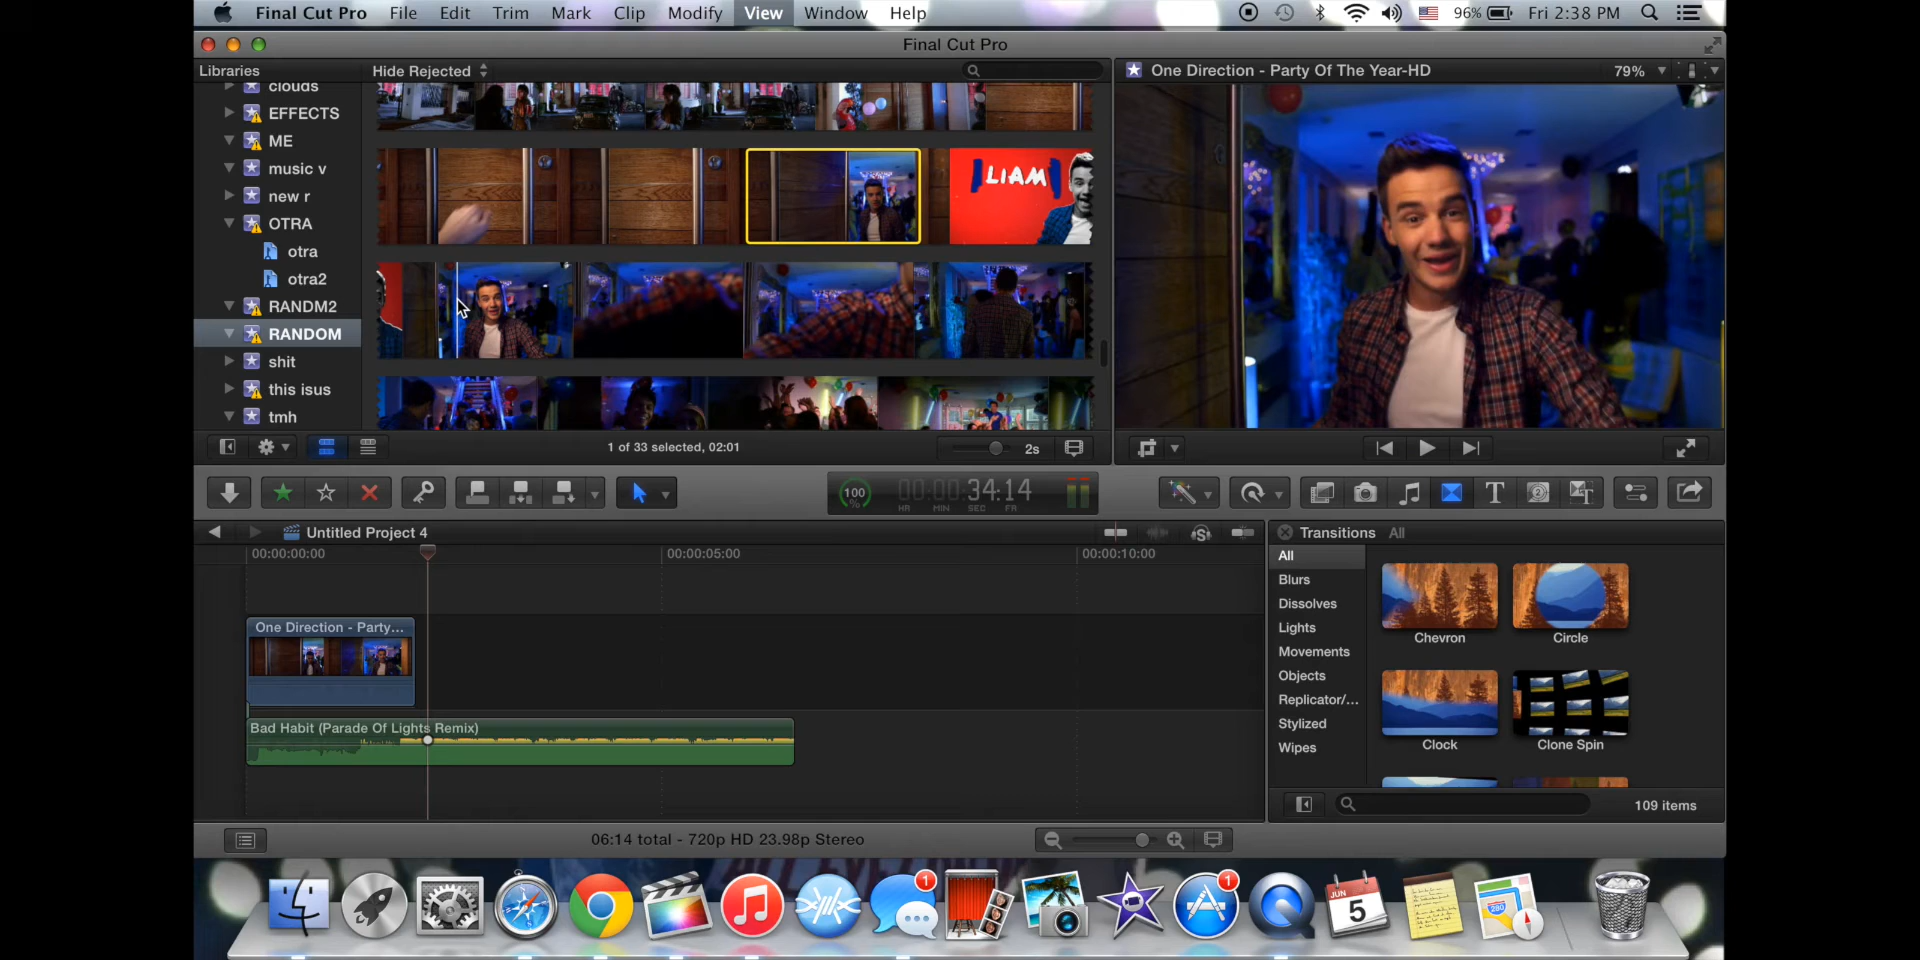 Final Cut Pro File Edit Trim Mark Clip Modify View Window Help 96% Fri 2:38 PM
Final Cut Pro
Libraries Hide Rejected One Direction - Party Of The Year-HD 79%
clouds
EFFECTS
ME
music v
new r
OTRA
otra
otra2
RANDM2
RANDOM
shit
this isus
tmh
LIAM
1 of 33 selected, 02:01 2s
100 % 00:00:34:14
HR MIN SEC FR
Untitled Project 4
00:00:00:00 00:00:05:00 00:00:10:00
One Direction - Party...
Bad Habit (Parade Of Lights Remix)
Transitions All
All
Blurs
Dissolves
Lights
Movements
Objects
Replicator/...
Stylized
Wipes
Chevron Circle
Clock Clone Spin
109 items
06:14 total - 720p HD 23.98p Stereo
1 1
JUN
5
280